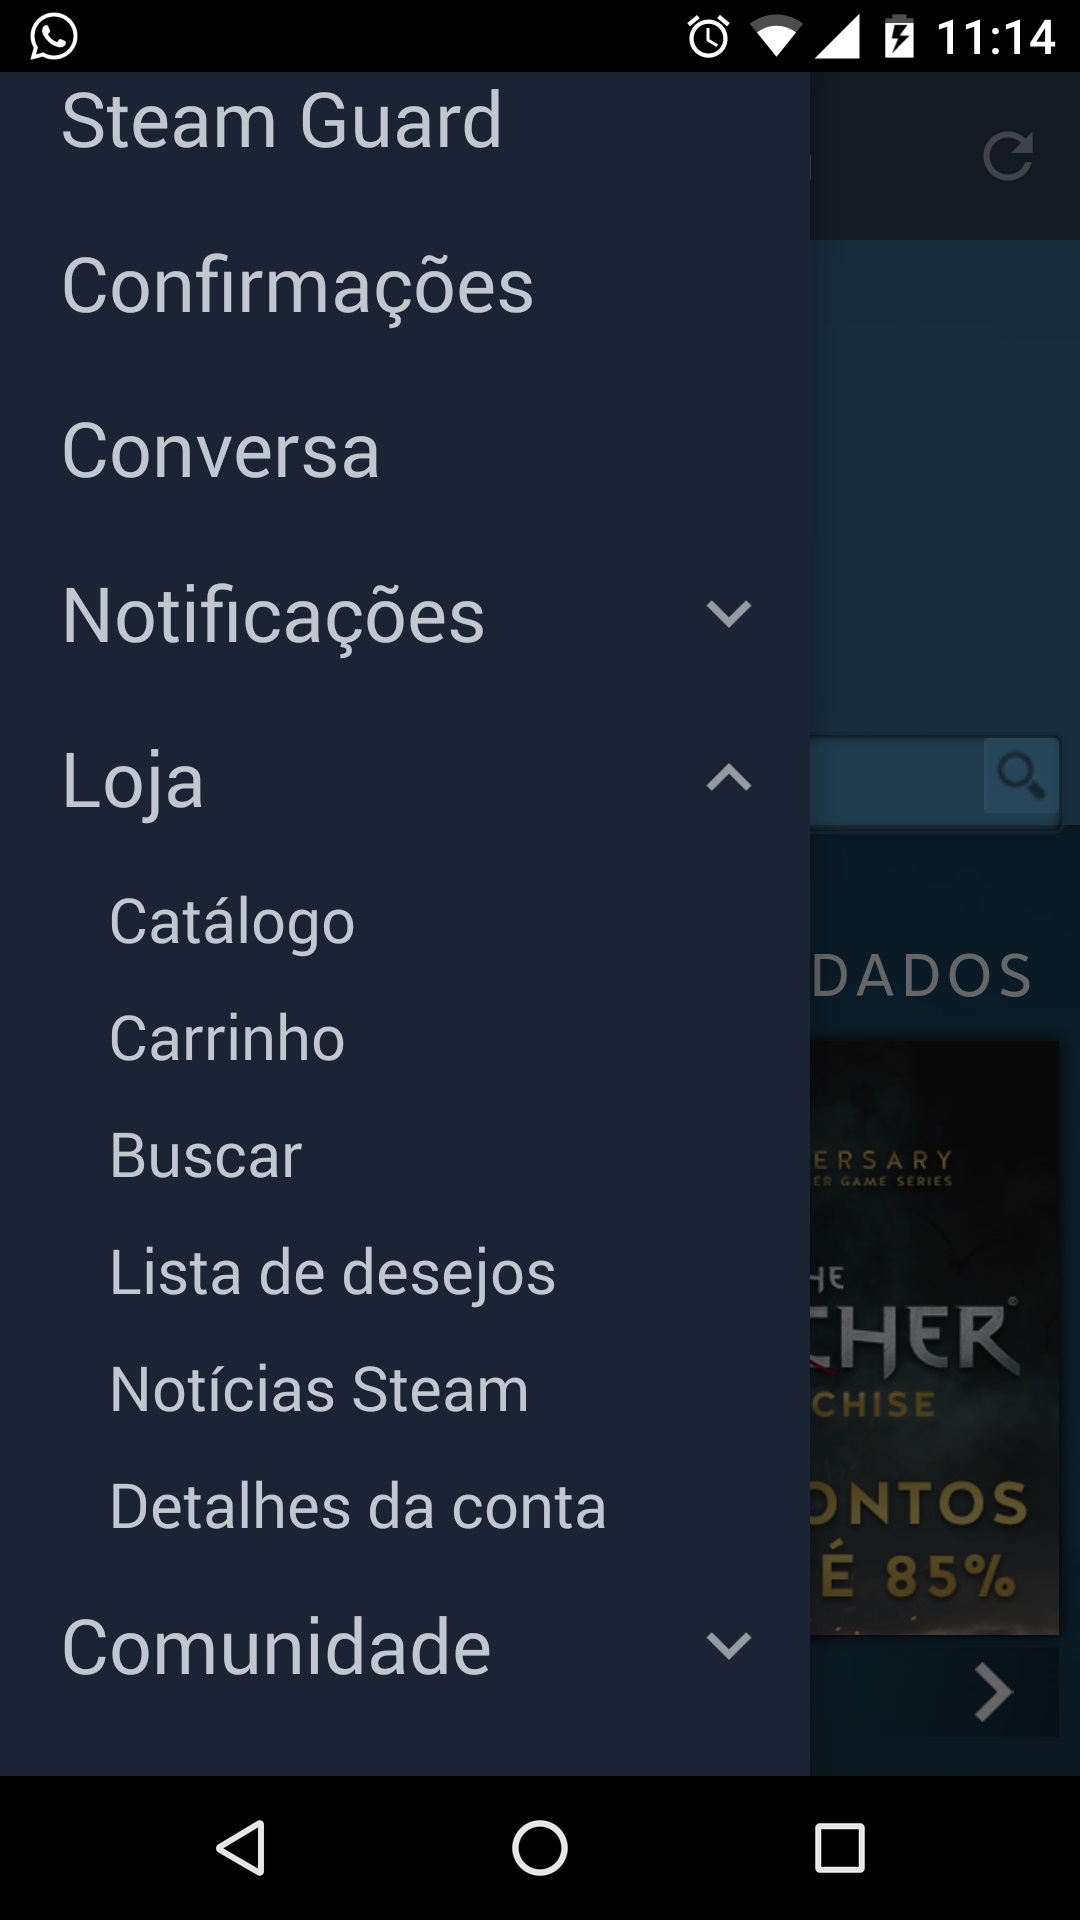 11:14
Steam Guard
Confirmações
Conversa
Notificações
Loja
Catálogo
Carrinho
Buscar
Lista de desejos
Notícias Steam
Detalhes da conta
Comunidade
DADOS
ERSARY
ER GAME SERIES
HE
CHER
CHISE
ONTOS
É 85%